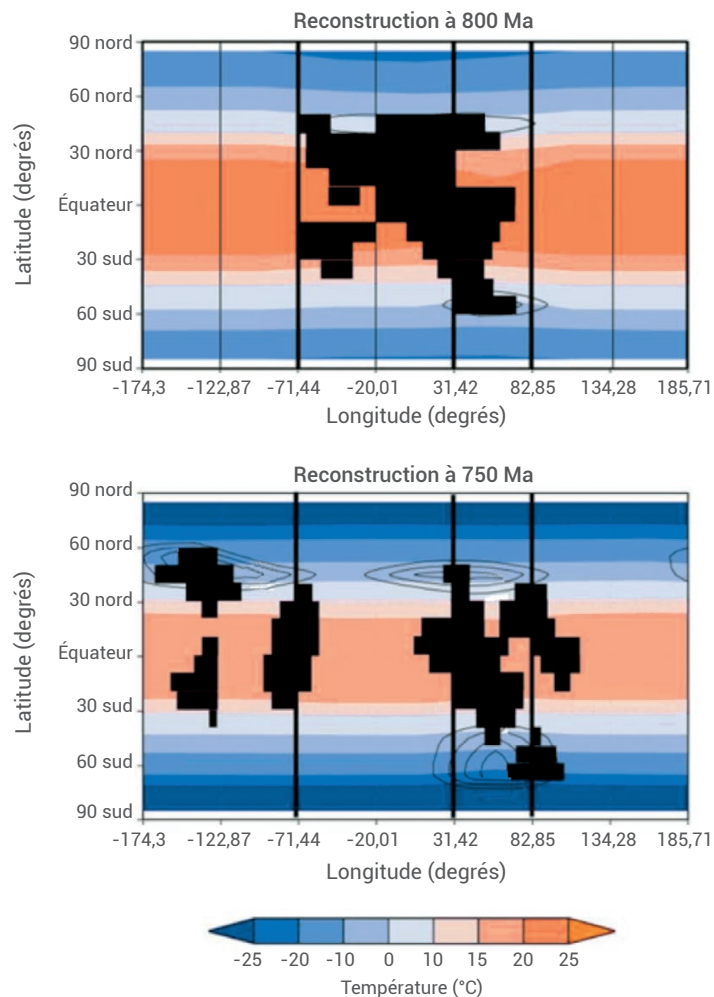 Reconstruction à 800 Ma
90 nord
60 nord
30 nord
Équateur
30 sud
60 sud
90 sud
Latitude (degrés)
-174,3 -122,87 -71,44 -20,01 31,42 82,85 134,28 185,71
Longitude (degrés)
Reconstruction à 750 Ma
90 nord
60 nord
30 nord
Équateur
30 sud
60 sud
90 sud
Latitude (degrés)
-174,3 -122,87 -71,44 -20,01 31,42 82,85 134,28 185,71
Longitude (degrés)
-25 -20 -10 0 10 15 20 25
Température (°C)